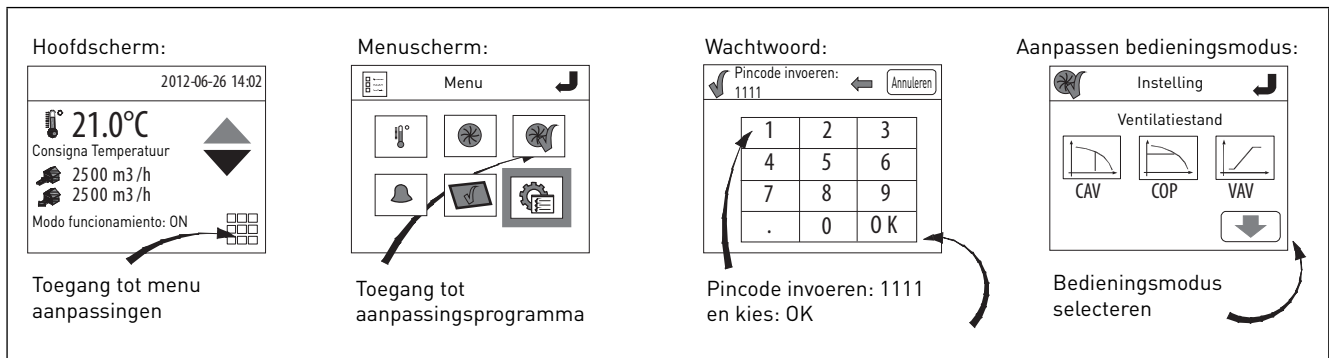 Hoofdscherm:
2012-06-26 14:02
21.0°C
Consigna Temperatuur
2500 m3/h
2500 m3/h
Modo funcionamiento: ON
Toegang tot menu
aanpassingen
Menuscherm:
Menu
Toegang tot
aanpassingsprogramma
Wachtwoord:
Pincode invoeren:
1111
Annuleren
1 2 3
4 5 6
7 8 9
. 0 OK
Pincode invoeren: 1111
en kies: OK
Aanpassen bedieningsmodus:
Instelling
Ventilatiestand
CAV COP VAV
Bedieningsmodus
selecteren